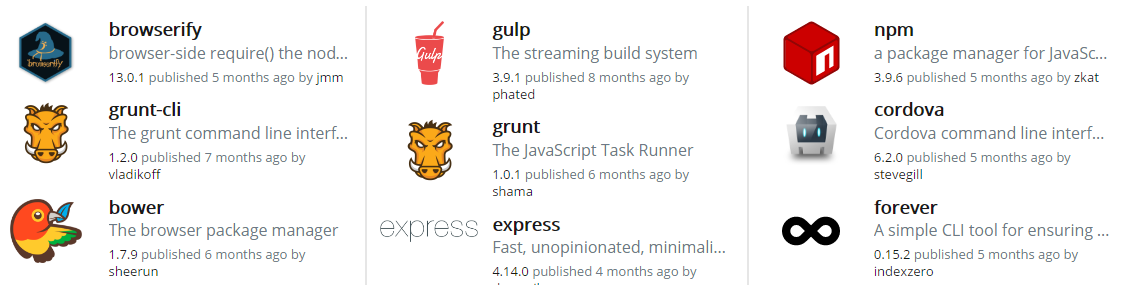 browserify
browser-side require() the nod...
13.0.1 published 5 months ago by jmm
browserify
grunt-cli
The grunt command line interf...
1.2.0 published 7 months ago by
vladikoff
bower
The browser package manager
1.7.9 published 6 months ago by
sheerun
gulp
The streaming build system
3.9.1 published 8 months ago by
phated
Gulp
grunt
The JavaScript Task Runner
1.0.1 published 6 months ago by
shama
express
express
Fast, unopinionated, minimali...
4.14.0 published 4 months ago by
npm
a package manager for JavaSc...
3.9.6 published 5 months ago by zkat
n
cordova
Cordova command line interf...
6.2.0 published 5 months ago by
stevegill
forever
A simple CLI tool for ensuring ...
0.15.2 published 5 months ago by
indexzero